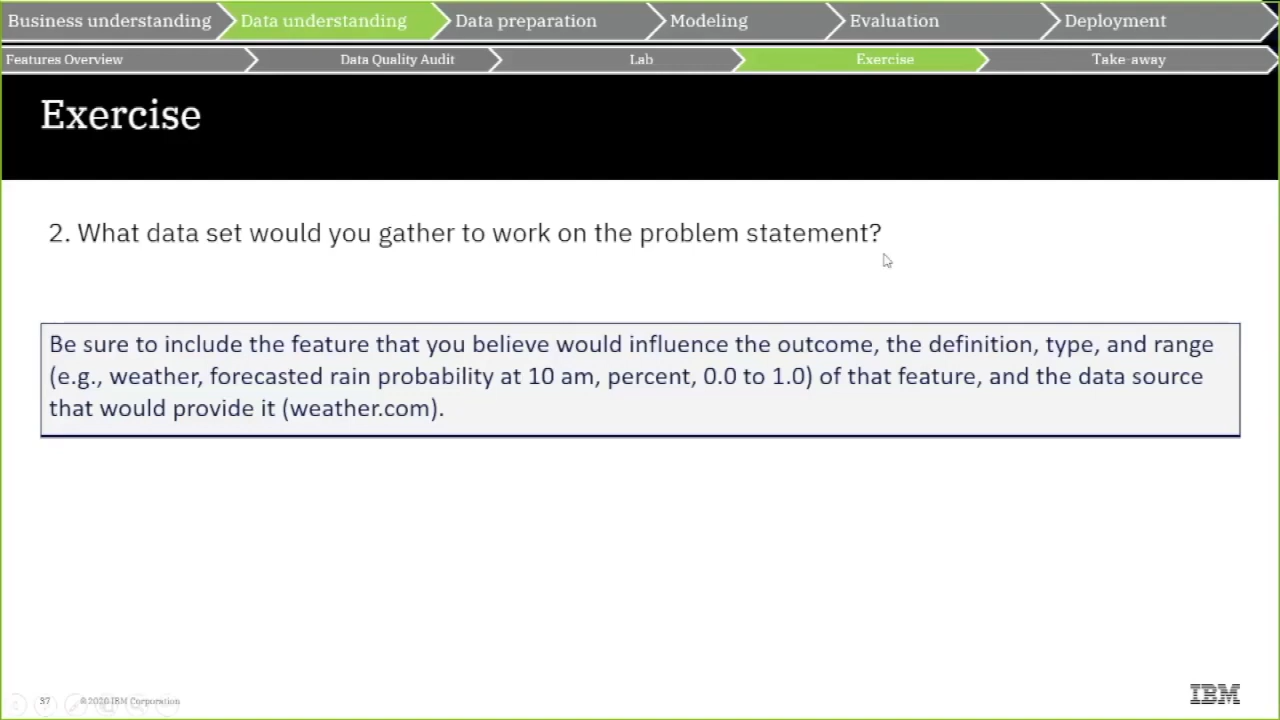 Business understanding Data understanding Data preparation Modeling Evaluation Deployment
Features Overview Data Quality Audit Lab Exercise Take-away
Exercise
2. What data set would you gather to work on the problem statement?
Be sure to include the feature that you believe would influence the outcome, the definition, type, and range
(e.g., weather, forecasted rain probability at 10 am, percent, 0.0 to 1.0) of that feature, and the data source
that would provide it (weather.com).
37 © 2020 IBM Corporation IBM